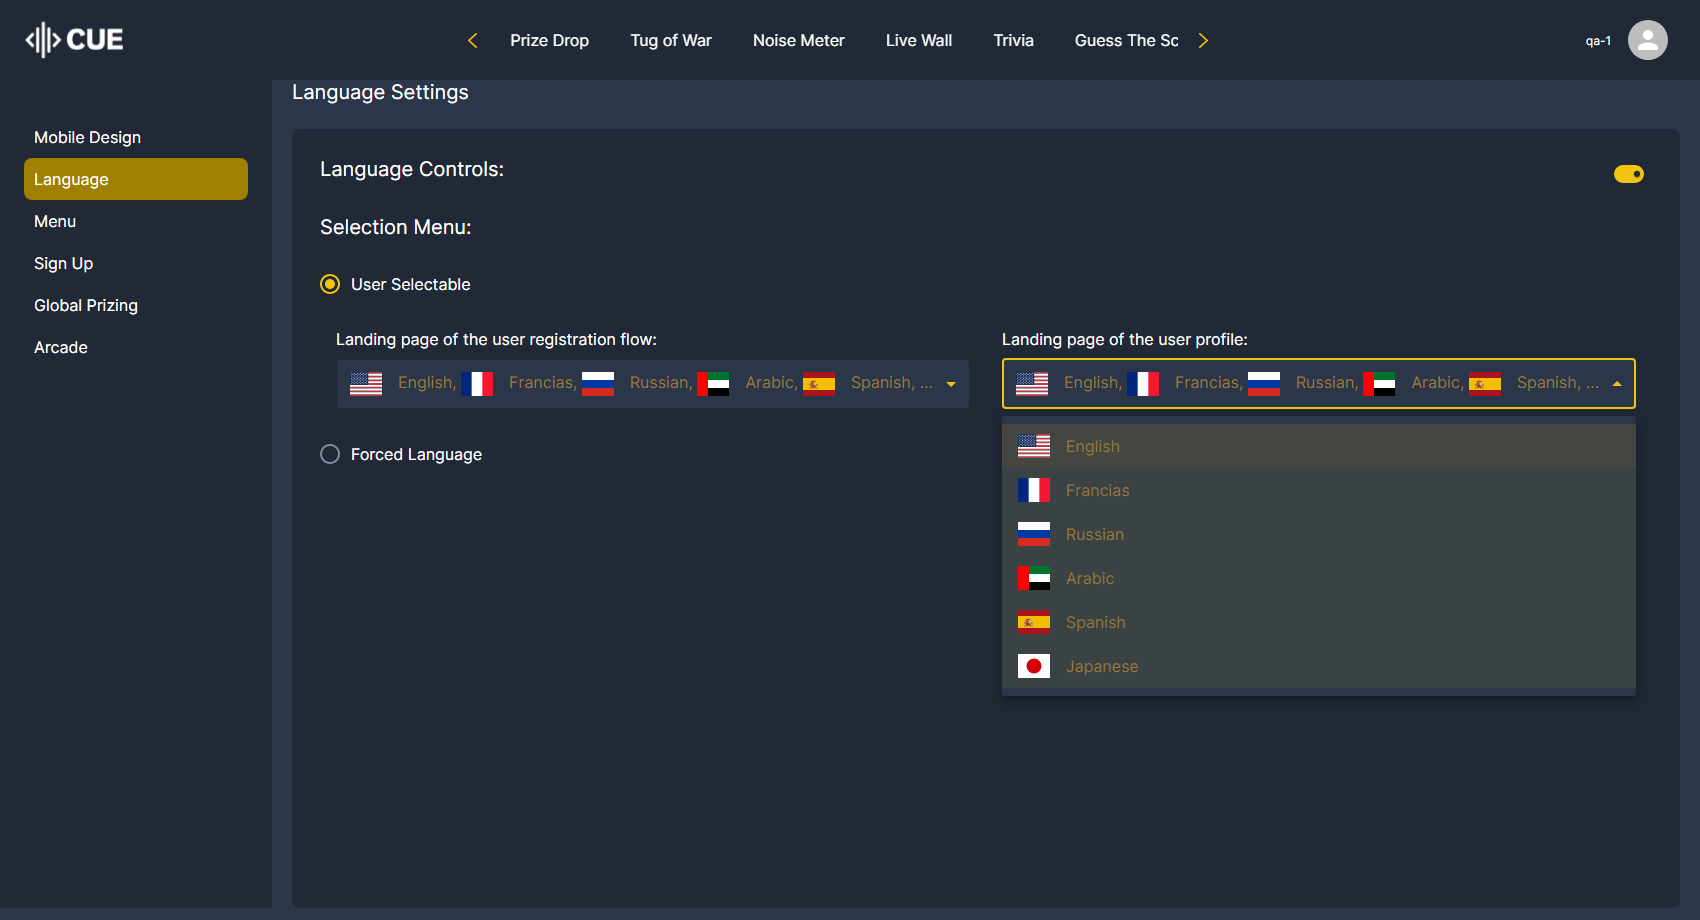 CUE
Prize Drop
Tug of War
Noise Meter
Live Wall
Trivia
Guess The Sc
qa-1
Mobile Design
Language
Menu
Sign Up
Global Prizing
Arcade
Language Settings
Language Controls:
Selection Menu:
User Selectable
Landing page of the user registration flow:
English, Francias, Russian, Arabic, Spanish, ...
Forced Language
Landing page of the user profile:
English, Francias, Russian, Arabic, Spanish, ...
English
Francias
Russian
Arabic
Spanish
Japanese